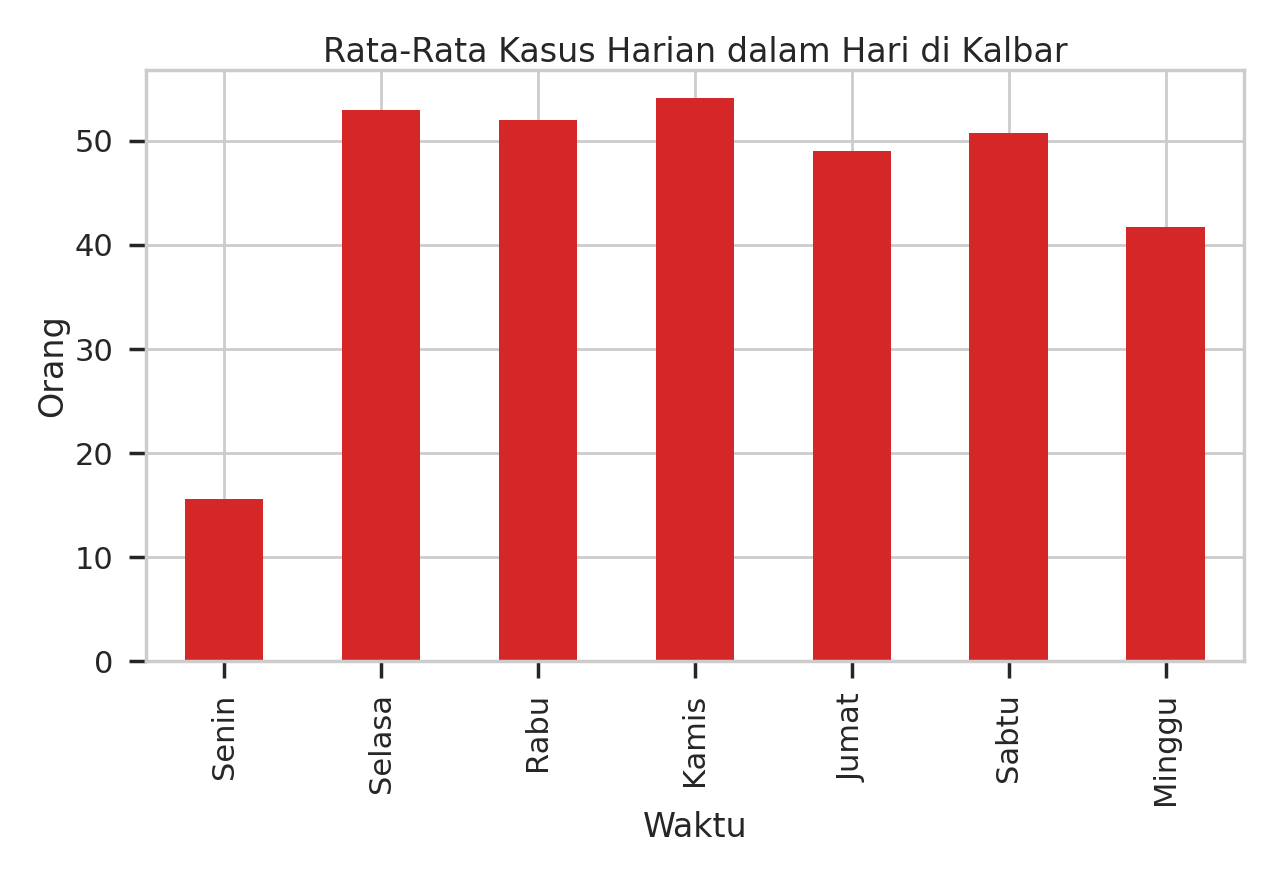 Rata-Rata Kasus Harian dalam Hari di Kalbar
Orang
50
40
30
20
10
0
Senin
Selasa
Rabu
Kamis
Jumat
Sabtu
Minggu
Waktu